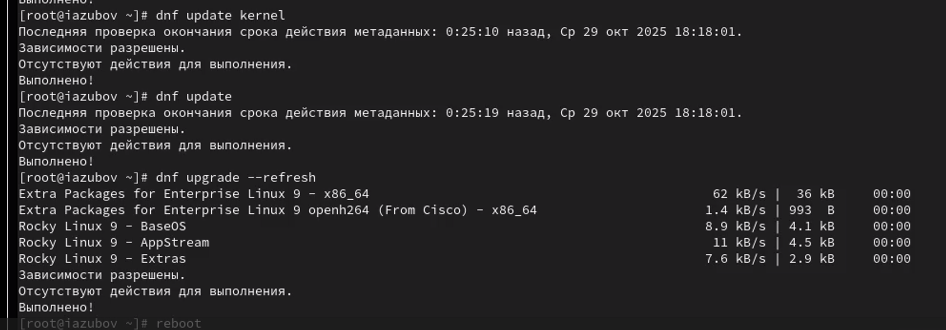 Выполнено!
[root@iazubov ~]# dnf update kernel
Последняя проверка окончания срока действия метаданных: 0:25:10 назад, Ср 29 окт 2025 18:18:01.
Зависимости разрешены.
Отсутствуют действия для выполнения.
Выполнено!
[root@iazubov ~]# dnf update
Последняя проверка окончания срока действия метаданных: 0:25:19 назад, Ср 29 окт 2025 18:18:01.
Зависимости разрешены.
Отсутствуют действия для выполнения.
Выполнено!
[root@iazubov ~]# dnf upgrade --refresh
Extra Packages for Enterprise Linux 9 - x86_64 62 kB/s | 36 kB 00:00
Extra Packages for Enterprise Linux 9 openh264 (From Cisco) - x86_64 1.4 kB/s | 993 B 00:00
Rocky Linux 9 - BaseOS 8.9 kB/s | 4.1 kB 00:00
Rocky Linux 9 - AppStream 11 kB/s | 4.5 kB 00:00
Rocky Linux 9 - Extras 7.6 kB/s | 2.9 kB 00:00
Зависимости разрешены.
Отсутствуют действия для выполнения.
Выполнено!
[root@iazubov ~]# reboot